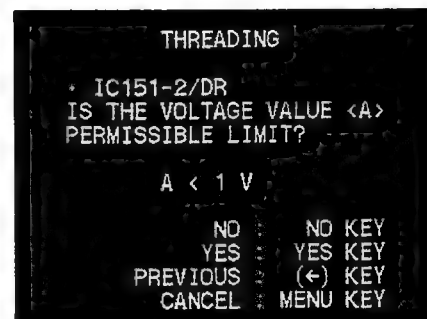 THREADING
· IC151-2/DR
IS THE VOLTAGE VALUE <A>
PERMISSIBLE LIMIT?
A < 1 V
NO : NO KEY
YES : YES KEY
PREVIOUS : (←) KEY
CANCEL : MENU KEY